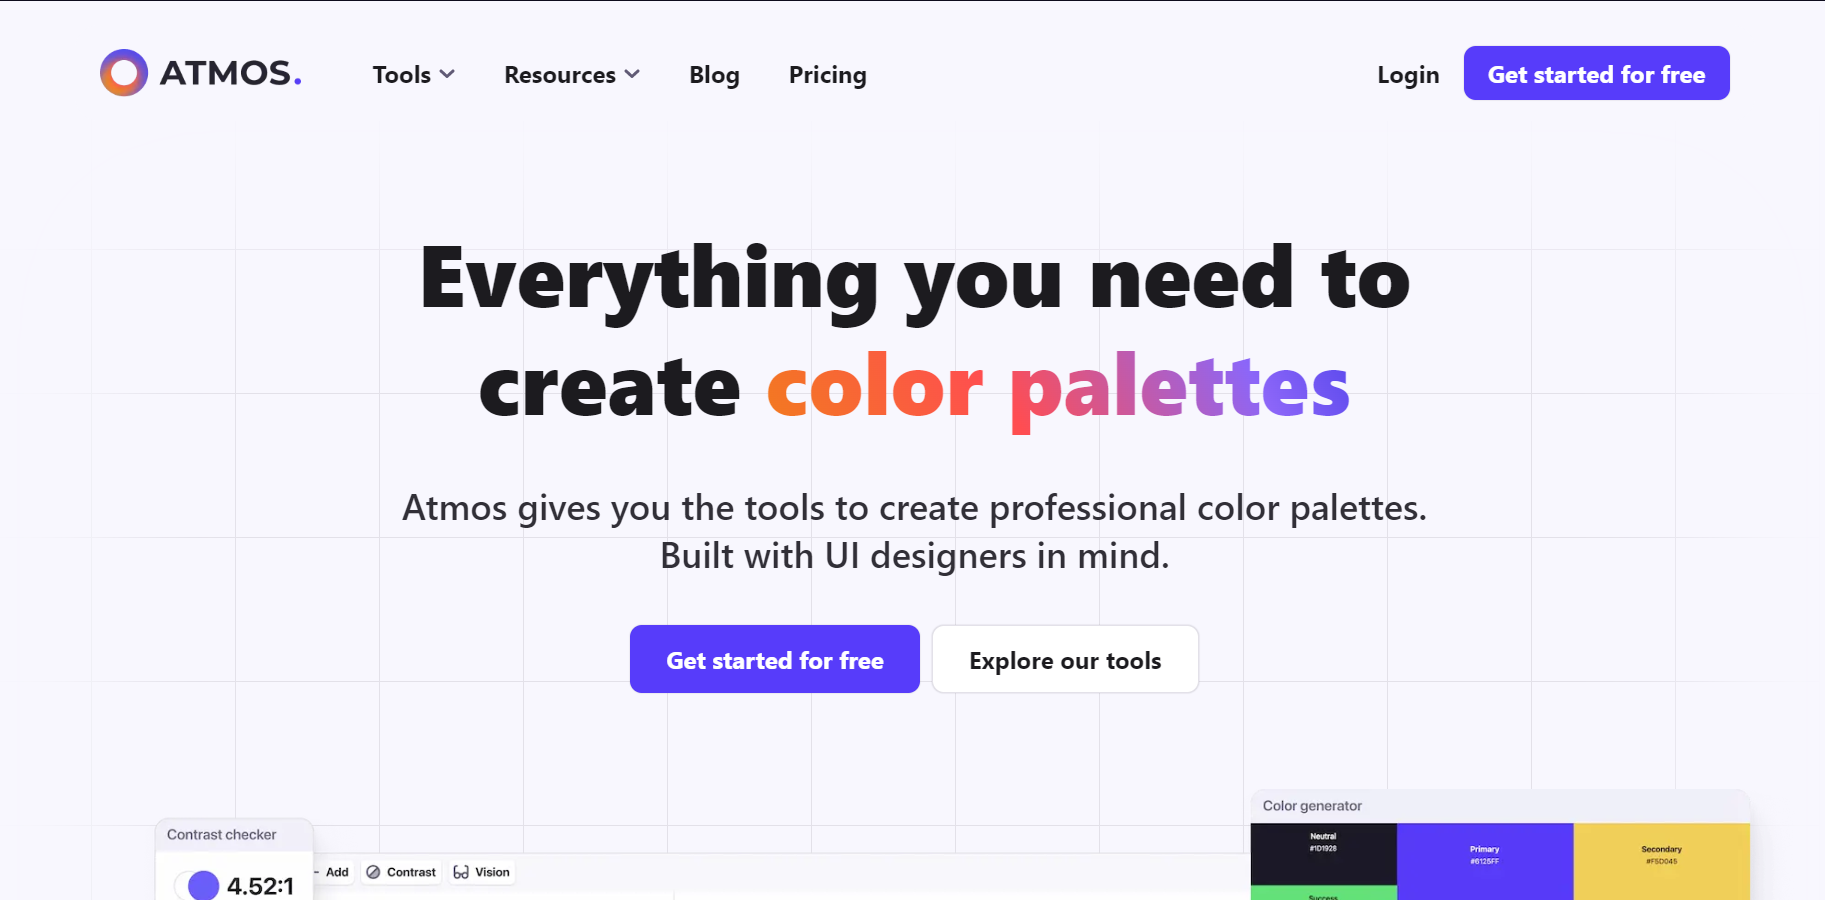 ATMOS.
Tools
Resources
Blog
Pricing
Login
Get started for free
Everything you need to
create color palettes
Atmos gives you the tools to create professional color palettes.
Built with UI designers in mind.
Get started for free
Explore our tools
Contrast checker
4.52:1
Add
Contrast
Vision
Color generator
Neutral
#1D1928
Primary
#6125FF
Secondary
#F5D045
Success